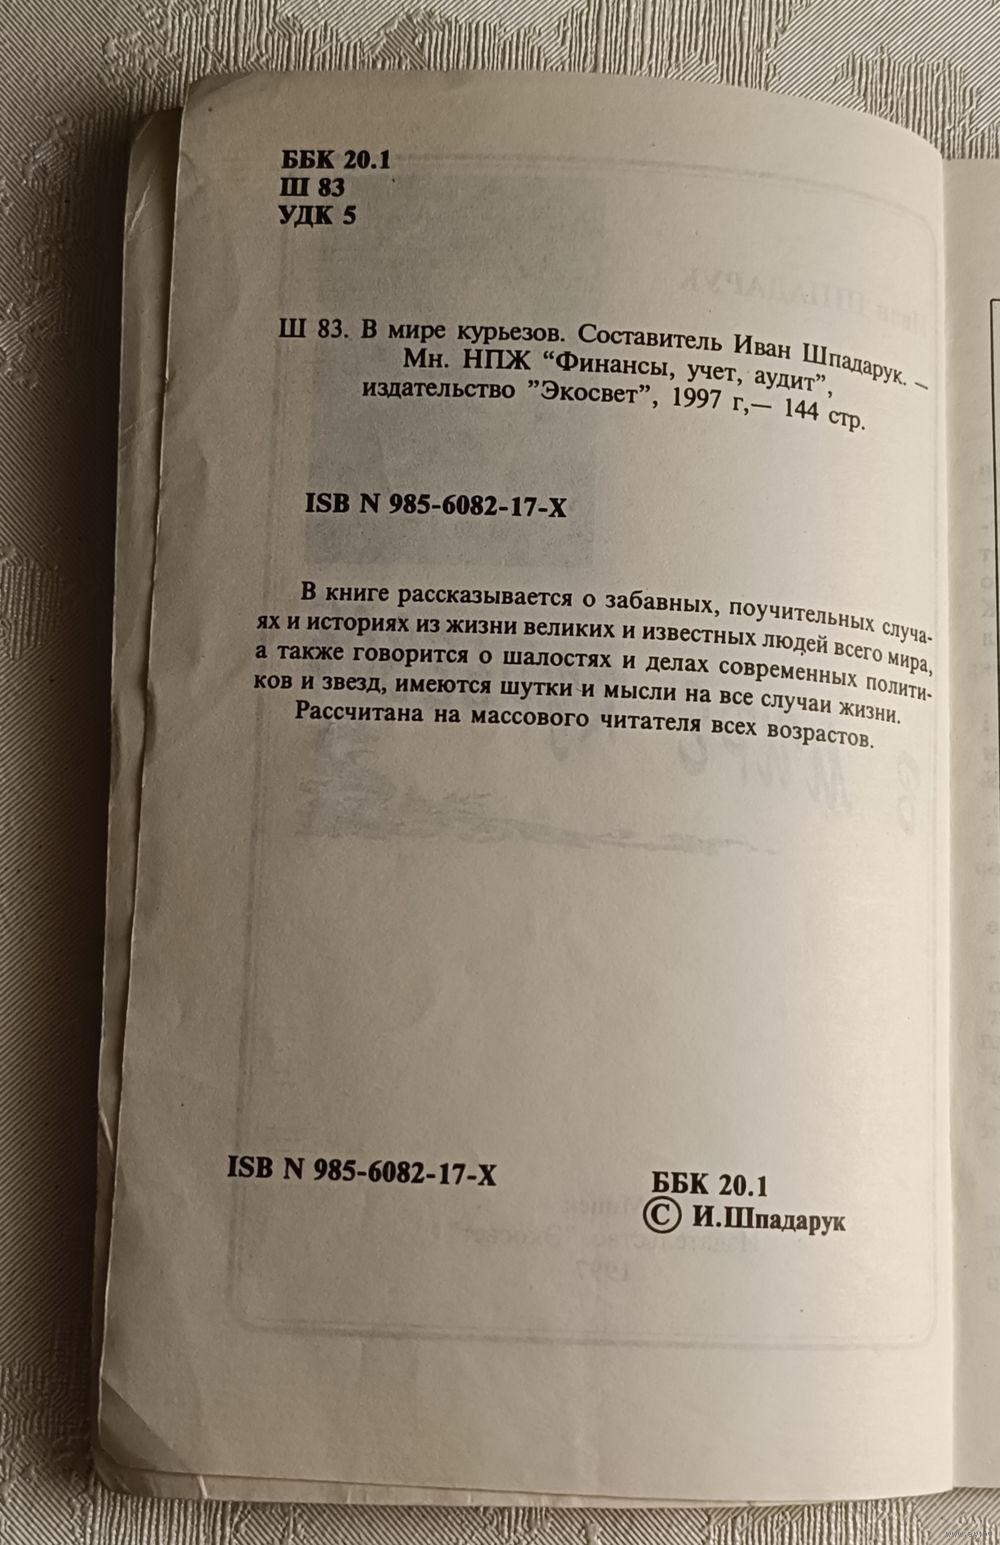 ББК 20.1
Ш 83
УДК 5
Ш 83. В мире курьезов. Составитель Иван Шпадарук. –
Мн. НПЖ “Финансы, учет, аудит”,
издательство ”Экосвет”, 1997 г,— 144 стр.
ISB N 985-6082-17-X
В книге рассказывается о забавных, поучительных случа-
ях и историях из жизни великих и известных людей всего мира,
а также говорится о шалостях и делах современных полити-
ков и звезд, имеются шутки и мысли на все случаи жизни.
Рассчитана на массового читателя всех возрастов.
ISB N 985-6082-17-X
ББК 20.1
© И.Шпадарук